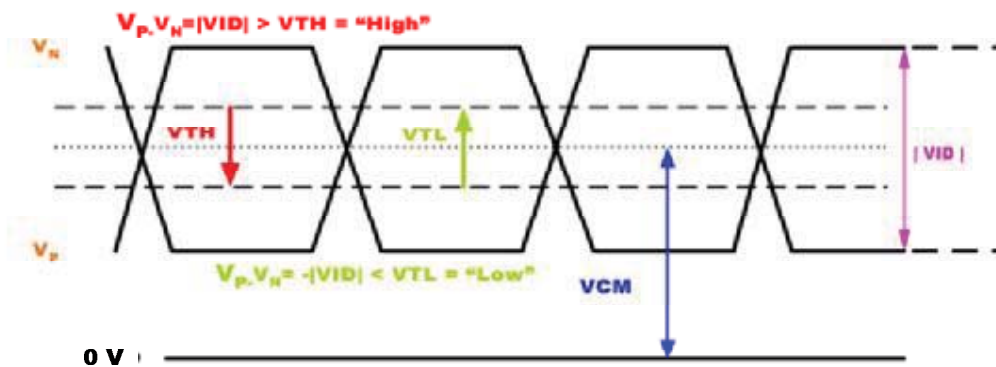 VP-VN=|VID| > VTH = “High”
VN
VTH
VTL
| VID |
VP
VP-VN= -|VID| < VTL = “Low”
VCM
0 V